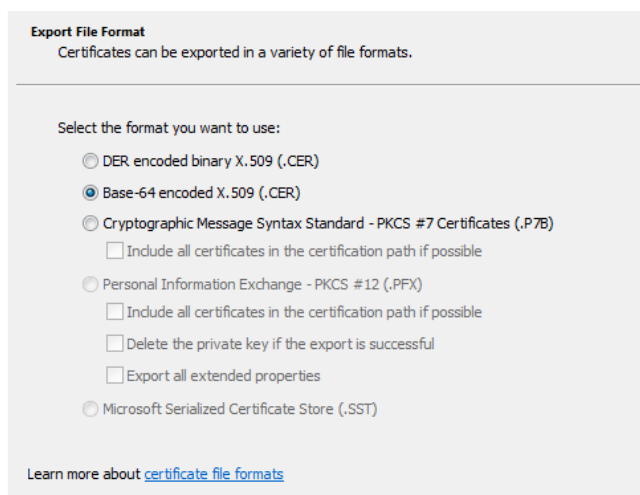 Export File Format
Certificates can be exported in a variety of file formats.
Select the format you want to use:
DER encoded binary X.509 (.CER)
Base-64 encoded X.509 (.CER)
Cryptographic Message Syntax Standard - PKCS #7 Certificates (.P7B)
Include all certificates in the certification path if possible
Personal Information Exchange - PKCS #12 (.PFX)
Include all certificates in the certification path if possible
Delete the private key if the export is successful
Export all extended properties
Microsoft Serialized Certificate Store (.SST)
Learn more about certificate file formats